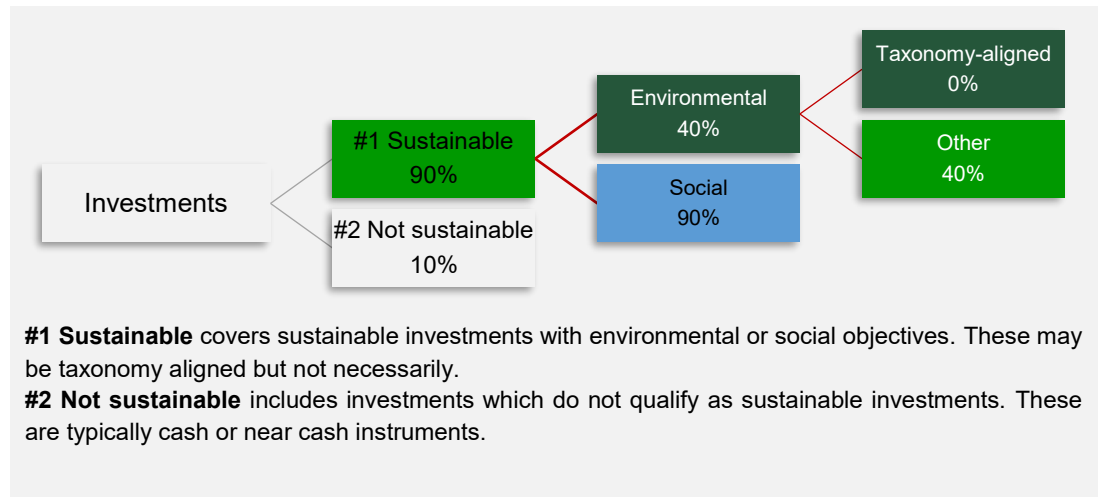 Taxonomy-aligned
0%
Environmental
40%
#1 Sustainable
90%
Other
40%
Investments
Social
90%
#2 Not sustainable
10%
#1 Sustainable covers sustainable investments with environmental or social objectives. These may
be taxonomy aligned but not necessarily.
#2 Not sustainable includes investments which do not qualify as sustainable investments. These
are typically cash or near cash instruments.